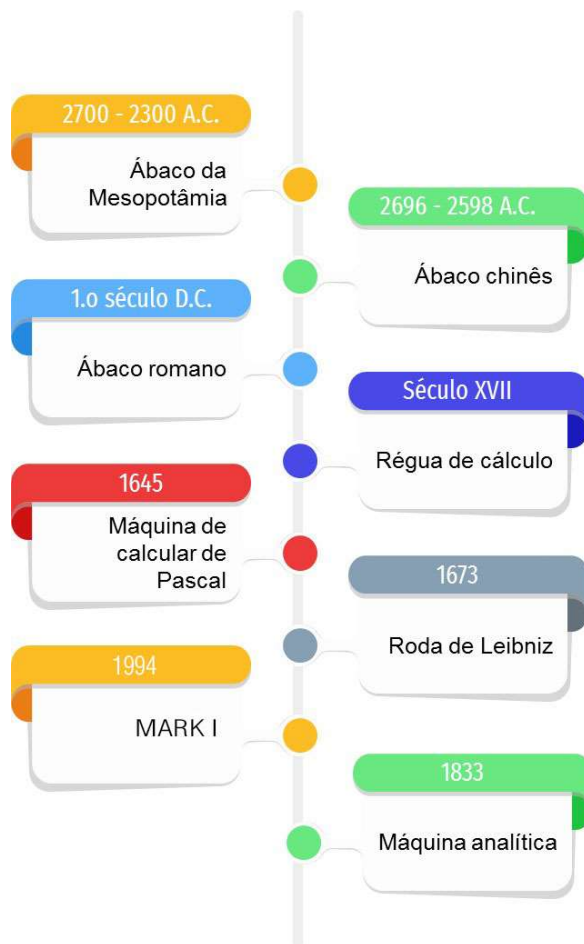 2700 - 2300 A.C.
Ábaco da
Mesopotâmia
2696 - 2598 A.C.
Ábaco chinês
1.o século D.C.
Ábaco romano
Século XVII
Régua de cálculo
1645
Máquina de
calcular de
Pascal
1673
Roda de Leibniz
1994
MARK I
1833
Máquina analítica